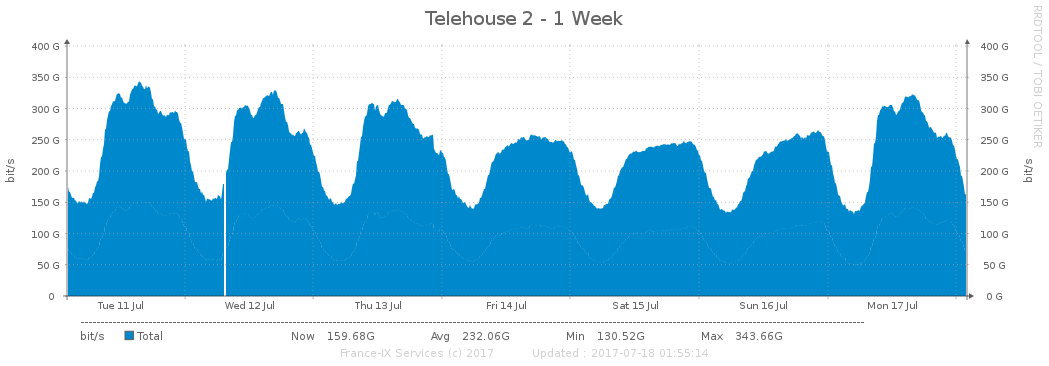 Telehouse 2 - 1 Week
RRDTOOL / TOBI OETIKER
400 G 400 G
350 G 350 G
300 G 300 G
250 G 250 G
200 G 200 G
150 G 150 G
100 G 100 G
50 G 50 G
0 0 G
bit/s bit/s
Tue 11 Jul Wed 12 Jul Thu 13 Jul Fri 14 Jul Sat 15 Jul Sun 16 Jul Mon 17 Jul
bit/s Total Now 159.68G Avg 232.06G Min 130.52G Max 343.66G
France-IX Services (c) 2017 Updated : 2017-07-18 01:55:14